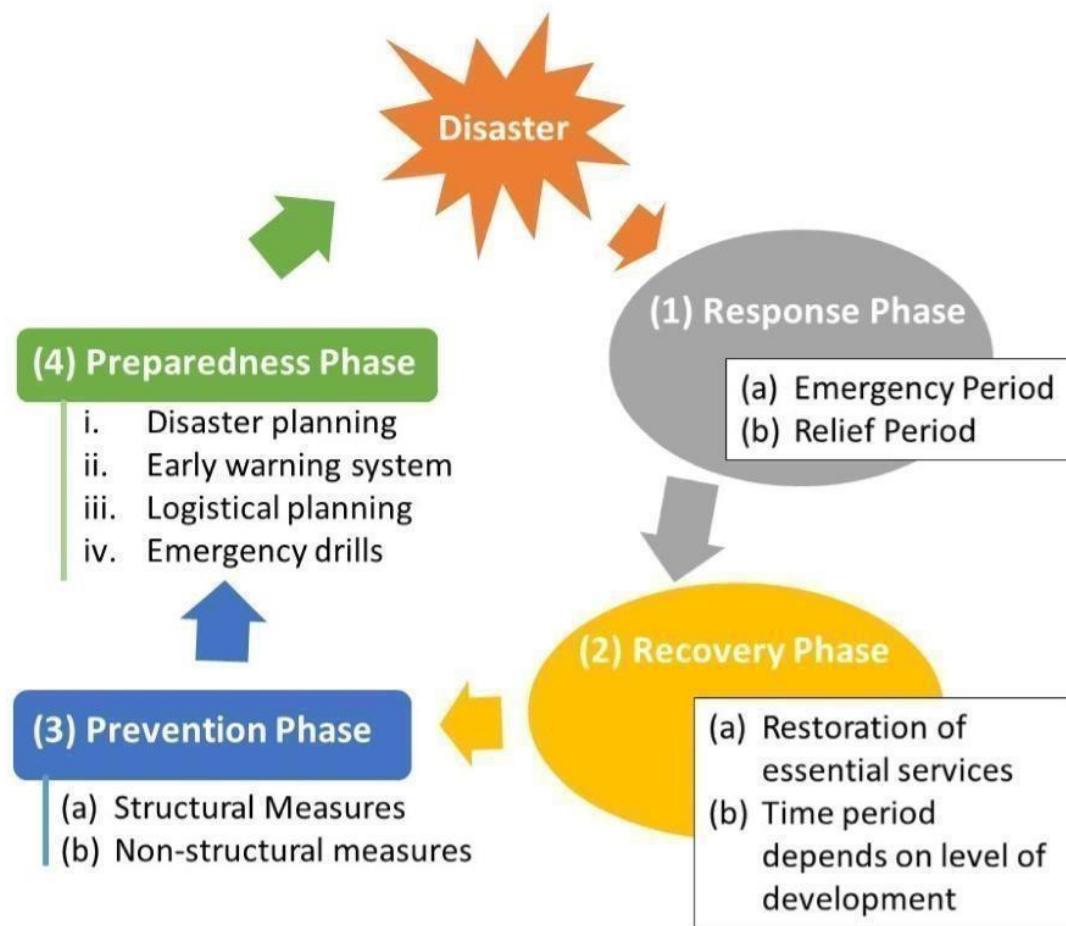 Disaster
(1) Response Phase
(a) Emergency Period
(b) Relief Period
(2) Recovery Phase
(a) Restoration of
essential services
(b) Time period
depends on level of
development
(3) Prevention Phase
(a) Structural Measures
(b) Non-structural measures
(4) Preparedness Phase
i. Disaster planning
ii. Early warning system
iii. Logistical planning
iv. Emergency drills